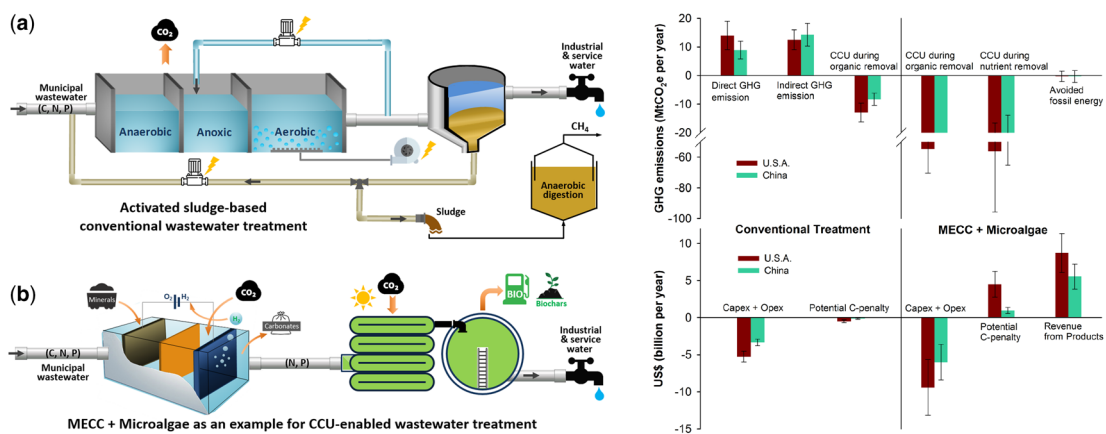 (a)
CO₂
Industrial
& service
water
Municipal
wastewater
(C, N, P)
Anaerobic
Anoxic
Aerobic
CH₄
Anaerobic
digestion
Sludge
Activated sludge-based
conventional wastewater treatment
(b)
Minerals
O₂
H₂
CO₂
H₂
Carbonates
CO₂
BIO
Biochars
Industrial
& service
water
(C, N, P)
Municipal
wastewater
(N, P)
MECC + Microalgae as an example for CCU-enabled wastewater treatment
GHG emissions (MtCO₂e per year)
20
10
0
-10
-20
-60
-80
-100
Direct GHG
emission
Indirect GHG
emission
CCU during
organic removal
CCU during
organic removal
CCU during
nutrient removal
Avoided
fossil energy
U.S.A.
China
US$ (billion per year)
10
5
0
-5
-10
-15
Conventional Treatment
MECC + Microalgae
U.S.A.
China
Capex + Opex
Potential C-penalty
Capex + Opex
Potential
C-penalty
Revenue
from Products